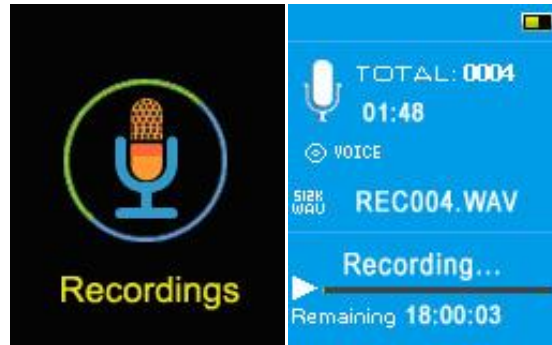 Recordings
TOTAL: 0004
01:48
VOICE
512K
WAV
REC004.WAV
Recording...
Remaining 18:00:03